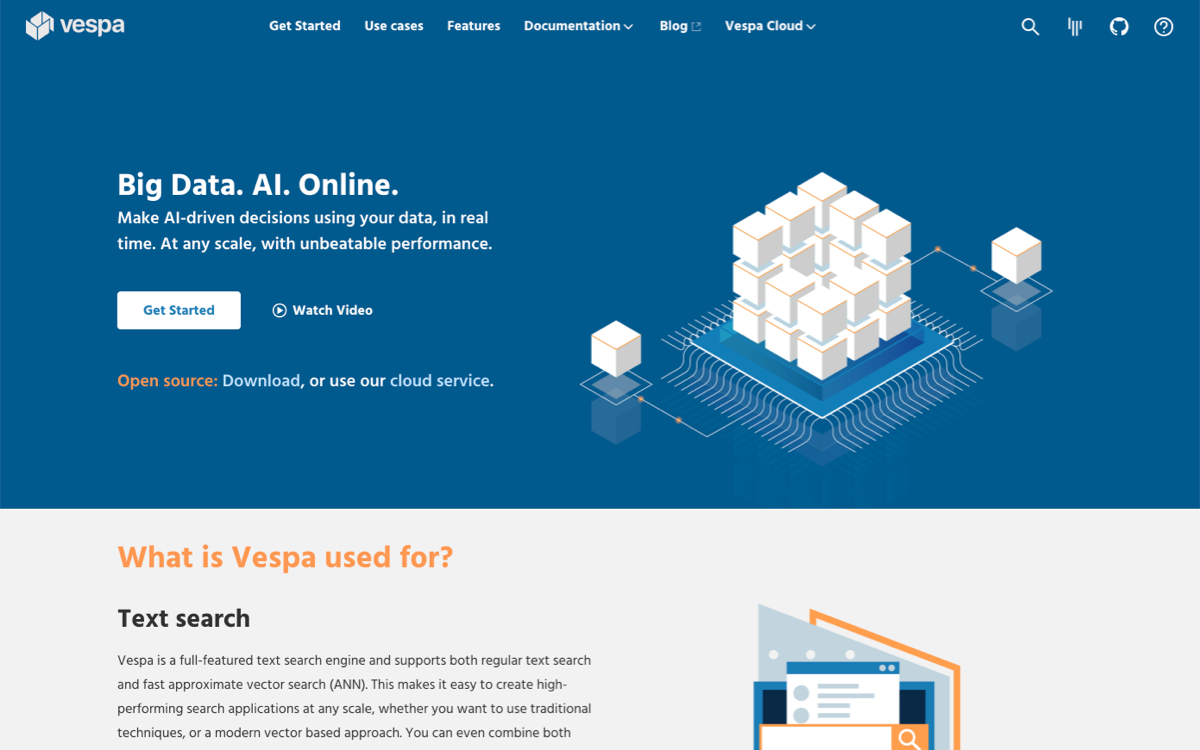 vespa
Get Started
Use cases
Features
Documentation
Blog
Vespa Cloud
Big Data. AI. Online.
Make AI-driven decisions using your data, in real
time. At any scale, with unbeatable performance.
Get Started
Watch Video
Open source: Download, or use our cloud service.
What is Vespa used for?
Text search
Vespa is a full-featured text search engine and supports both regular text search
and fast approximate vector search (ANN). This makes it easy to create high-
performing search applications at any scale, whether you want to use traditional
techniques, or a modern vector based approach. You can even combine both